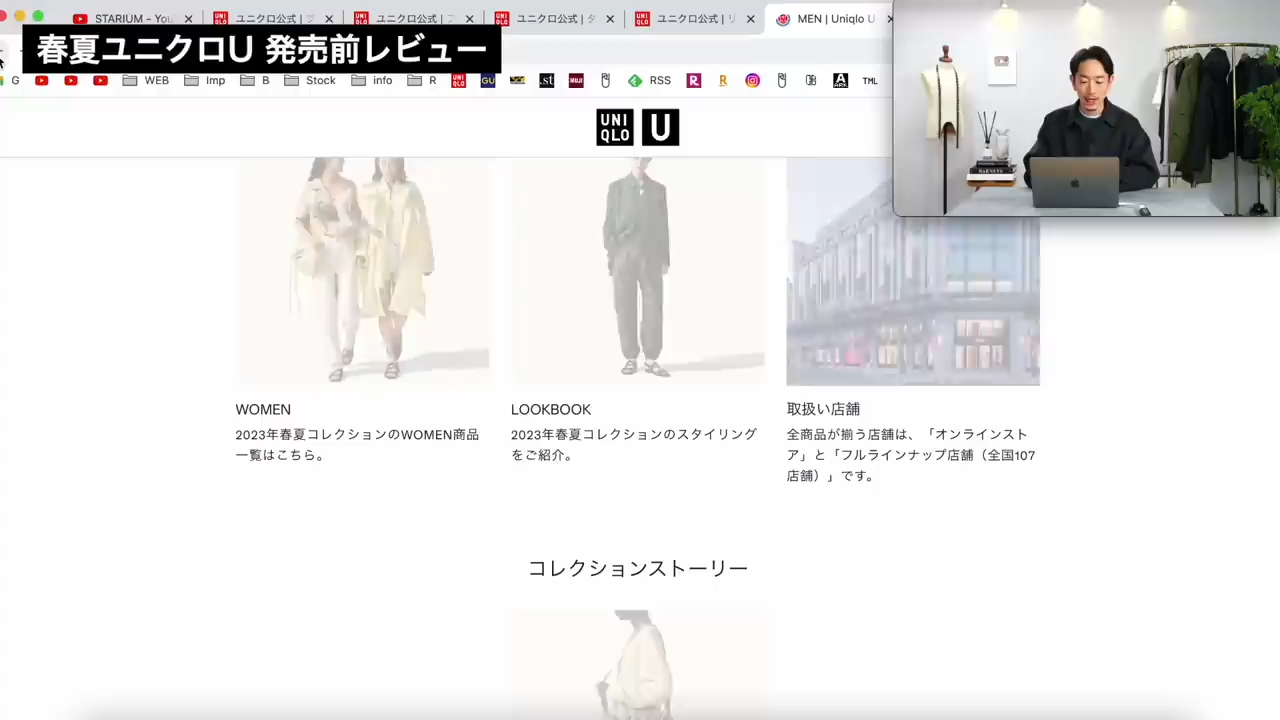 STARIUM - You
ユニクロ公式 | ブ
ユニクロ公式 | フ
ユニクロ公式 | タ
ユニクロ公式 | リ
MEN | Uniqlo U
春夏ユニクロU 発売前レビュー
G
WEB
Imp
B
Stock
info
R
UNI QLO
GU
.st
MUJI
RSS
R
R
TML
UNI
QLO
U
WOMEN
2023年春夏コレクションのWOMEN商品
一覧はこちら。
LOOKBOOK
2023年春夏コレクションのスタイリング
をご紹介。
取扱い店舗
全商品が揃う店舗は、「オンラインスト
ア」と「フルラインナップ店舗（全国107
店舗）」です。
コレクションストーリー